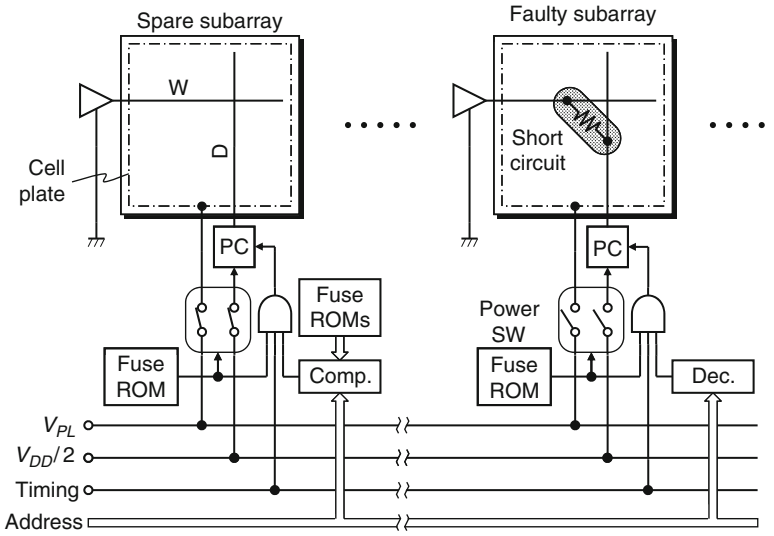 Spare subarray
Faulty subarray
W
D
Cell
plate
Short
circuit
PC
PC
Fuse
ROMs
Power
SW
Fuse
ROM
Comp.
Fuse
ROM
Dec.
V_PL
V_DD/2
Timing
Address